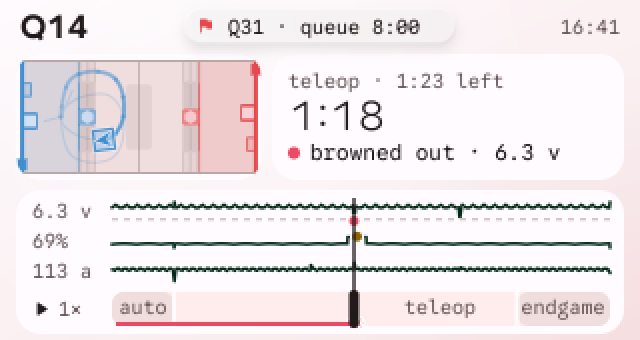 Q14
Q31 · queue 8:00
16:41
teleop · 1:23 left
1:18
browned out · 6.3 v
6.3 v
69%
113 a
1×
auto
teleop
endgame